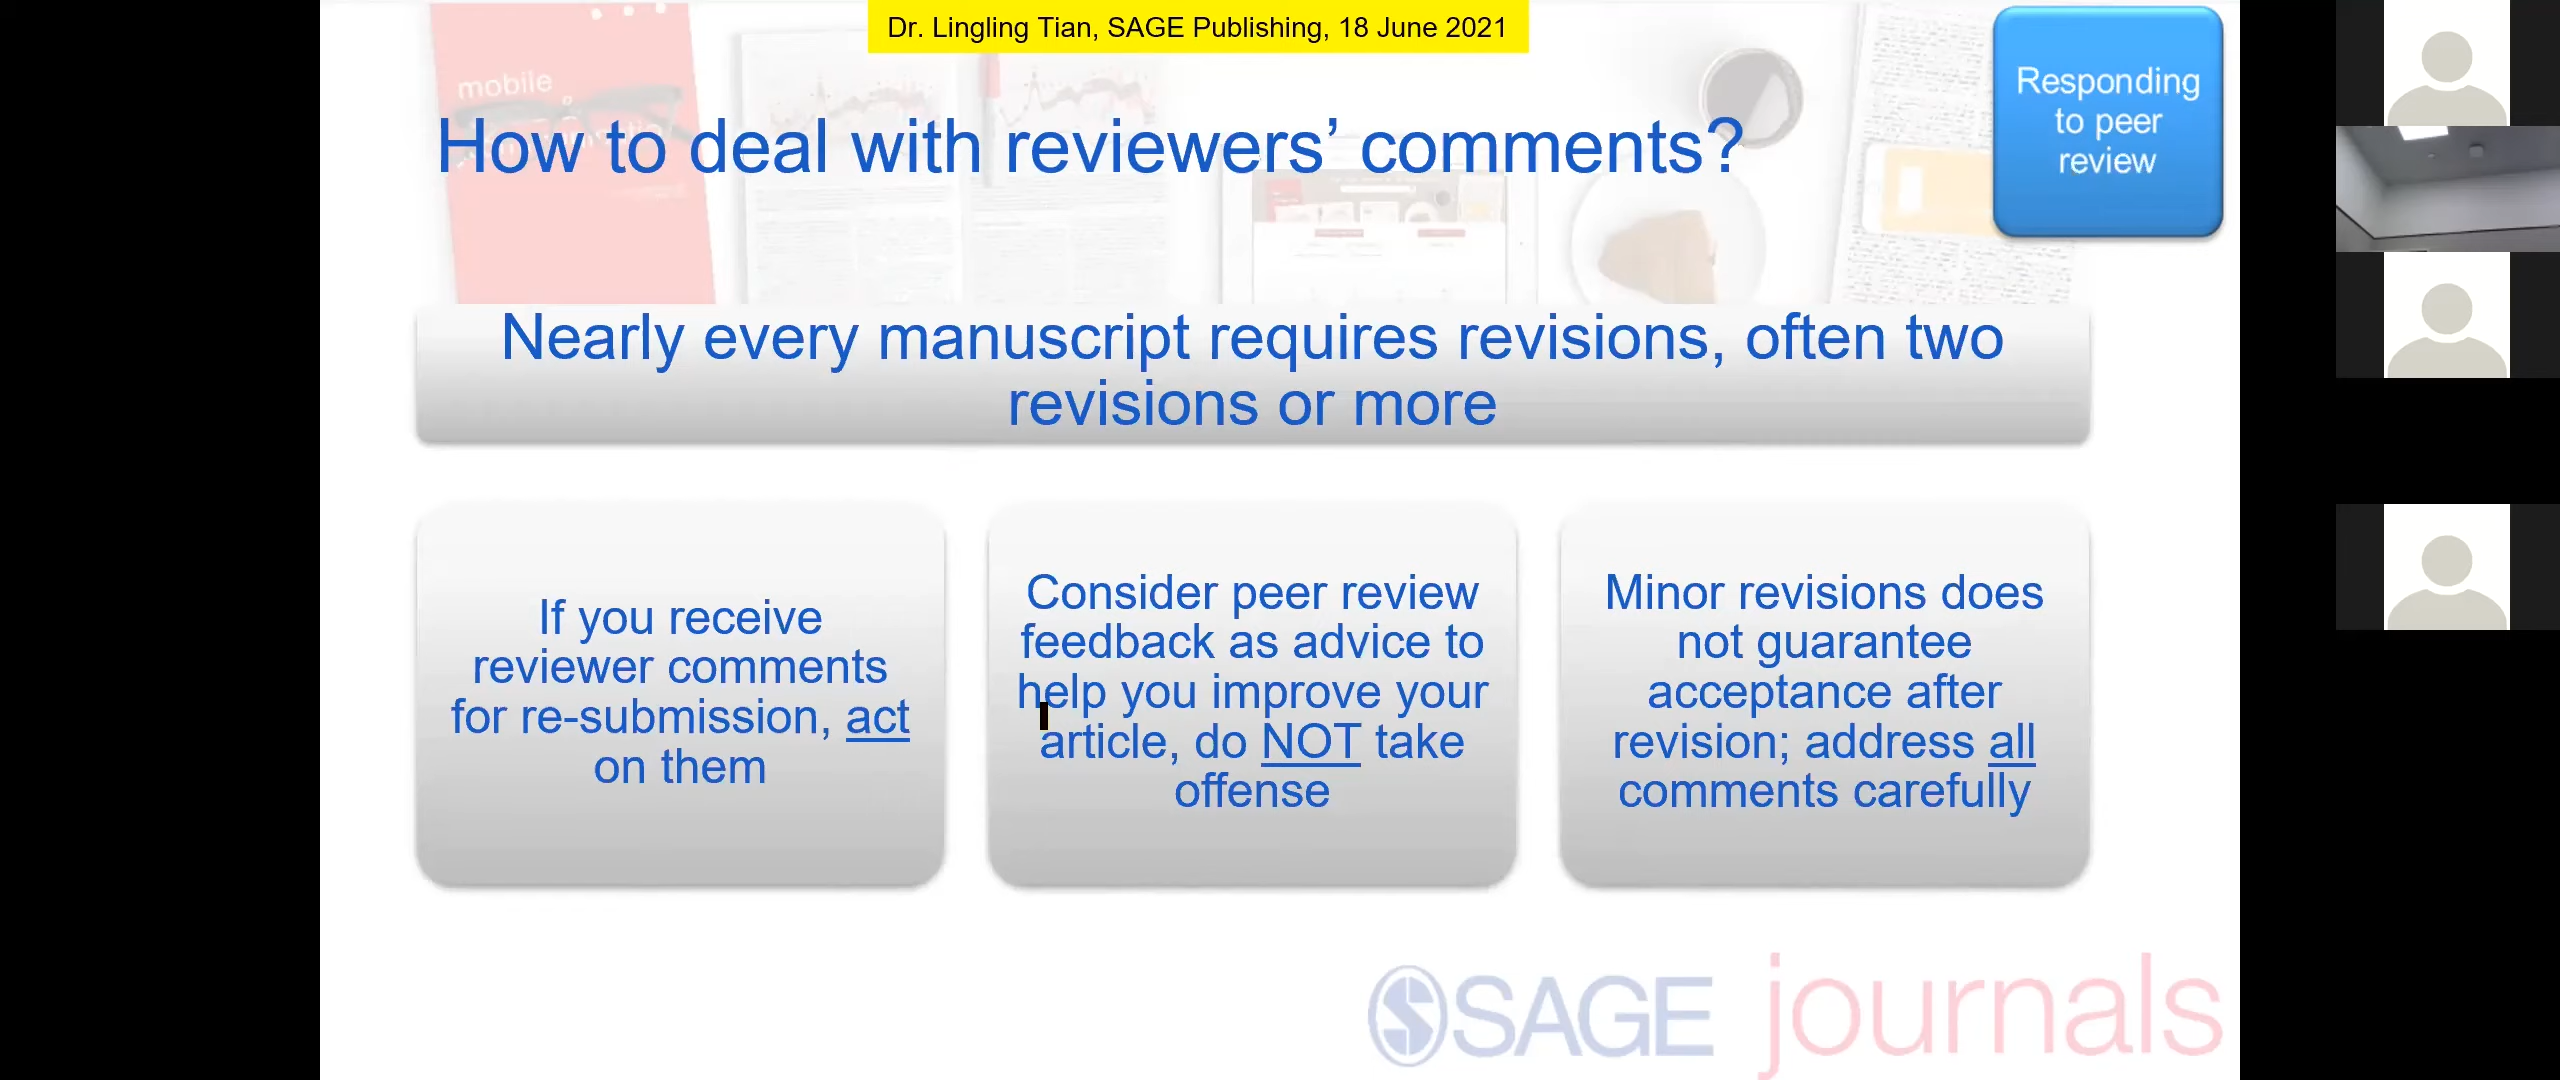 Dr. Lingling Tian, SAGE Publishing, 18 June 2021
Responding
to peer
review
mobile
How to deal with reviewers’ comments?
Nearly every manuscript requires revisions, often two
revisions or more
If you receive
reviewer comments
for re-submission, act
on them
Consider peer review
feedback as advice to
help you improve your
article, do NOT take
offense
Minor revisions does
not guarantee
acceptance after
revision; address all
comments carefully
SAGE journals